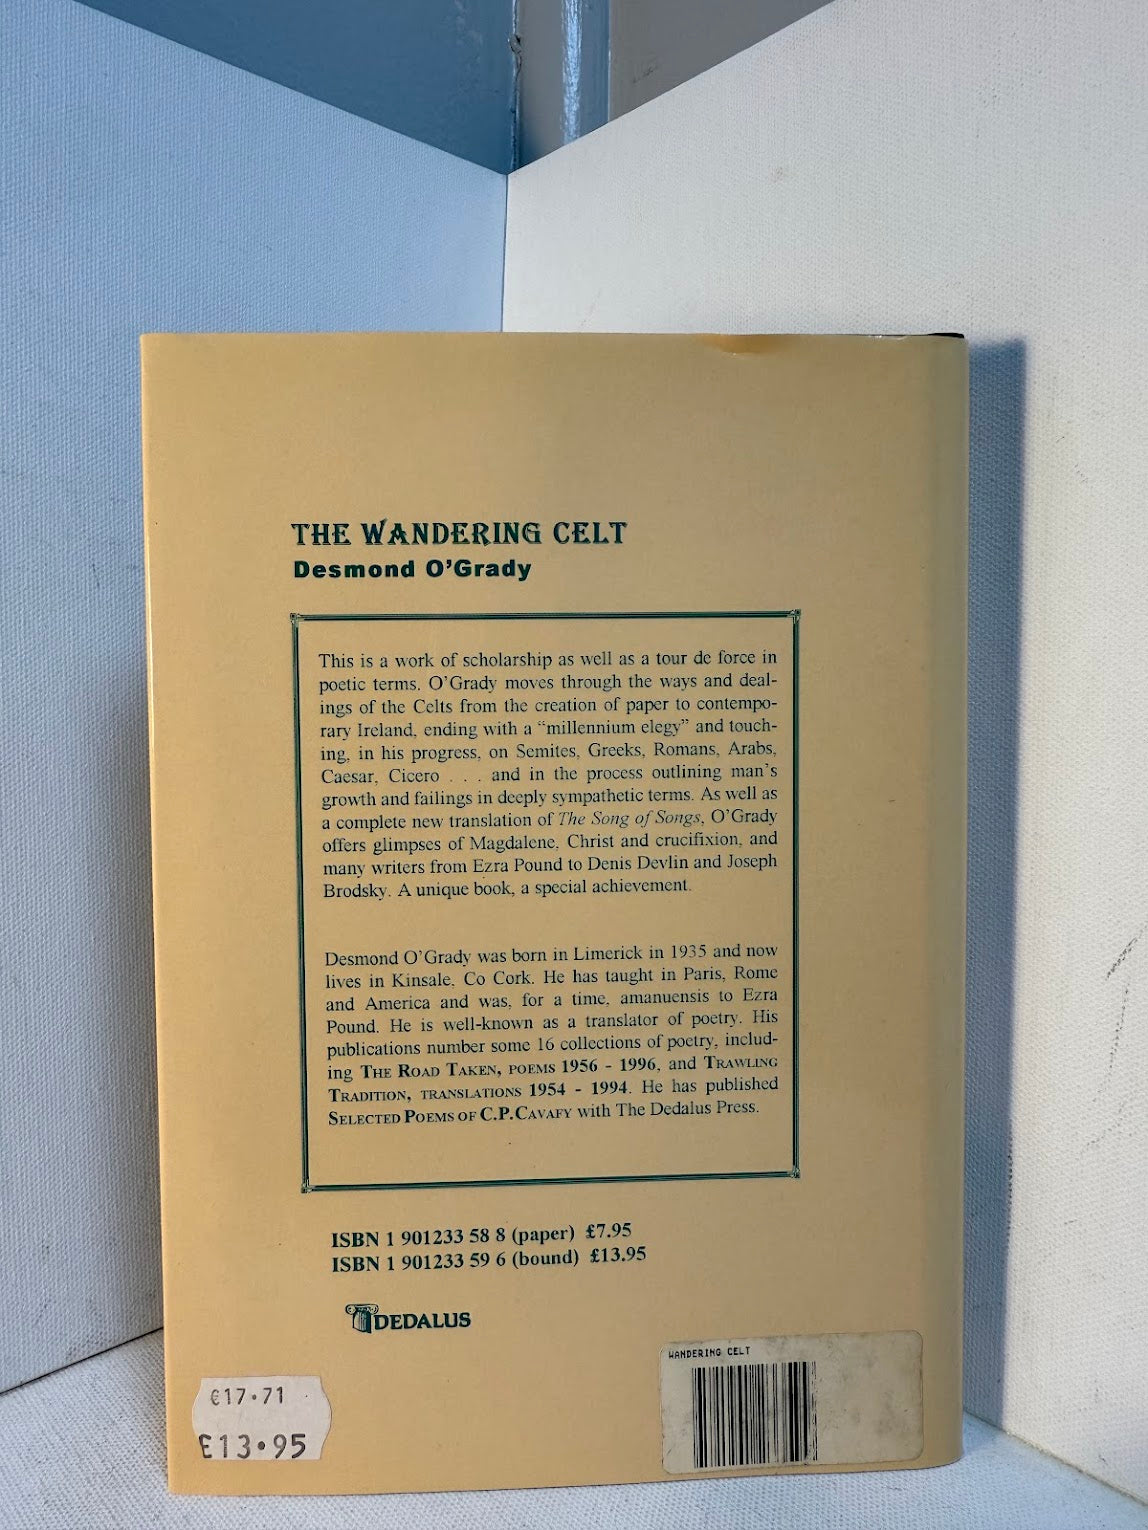 THE WANDERING CELT
Desmond O'Grady
This is a work of scholarship as well as a tour de force in
poetic terms. O'Grady moves through the ways and deal-
ings of the Celts from the creation of paper to contempo-
rary Ireland, ending with a "millennium elegy" and touch-
ing, in his progress, on Semites, Greeks, Romans, Arabs,
Caesar, Cicero . . . and in the process outlining man's
growth and failings in deeply sympathetic terms. As well as
a complete new translation of The Song of Songs, O'Grady
offers glimpses of Magdalene, Christ and crucifixion, and
many writers from Ezra Pound to Denis Devlin and Joseph
Brodsky. A unique book, a special achievement.
Desmond O'Grady was born in Limerick in 1935 and now
lives in Kinsale, Co Cork. He has taught in Paris, Rome
and America and was, for a time, amanuensis to Ezra
Pound. He is well-known as a translator of poetry. His
publications number some 16 collections of poetry, includ-
ing THE ROAD TAKEN, POEMS 1956 - 1996, and TRAWLING
TRADITION, TRANSLATIONS 1954 - 1994. He has published
SELECTED POEMS OF C.P.CAVAFY with The Dedalus Press.
ISBN 1 901233 58 8 (paper) £7.95
ISBN 1 901233 59 6 (bound) £13.95
DEDALUS
WANDERING CELT
€17.71
£13.95